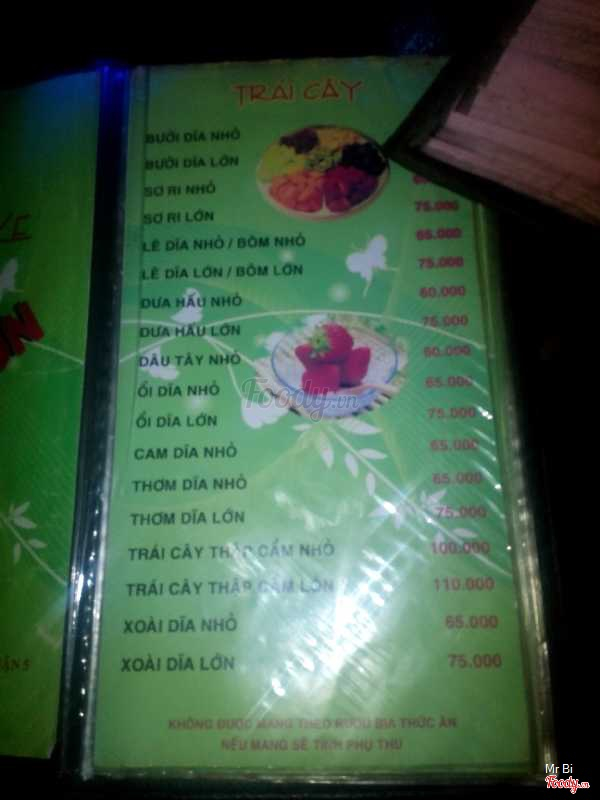 TRÁI CÂY
BƯỞI DĨA NHỎ
BƯỞI DĨA LỚN
SƠ RI NHỎ
SƠ RI LỚN 75.000
LÊ DĨA NHỎ / BÔM NHỎ 65.000
LÊ DĨA LỚN / BÔM LỚN 75.000
DƯA HẤU NHỎ 60.000
DƯA HẤU LỚN 75.000
DÂU TÂY NHỎ 60.000
ỔI DĨA NHỎ 65.000
ỔI DĨA LỚN 75.000
CAM DĨA NHỎ 65.000
THƠM DĨA NHỎ 65.000
THƠM DĨA LỚN 75.000
TRÁI CÂY THẬP CẨM NHỎ 100.000
TRÁI CÂY THẬP CẨM LỚN 110.000
XOÀI DĨA NHỎ 65.000
XOÀI DĨA LỚN 75.000
KHÔNG ĐƯỢC MANG THEO RƯỢU BIA THỨC ĂN
NẾU MANG SẼ TÍNH PHỤ THU
Foody.vn
Mr Bi
Foody.vn